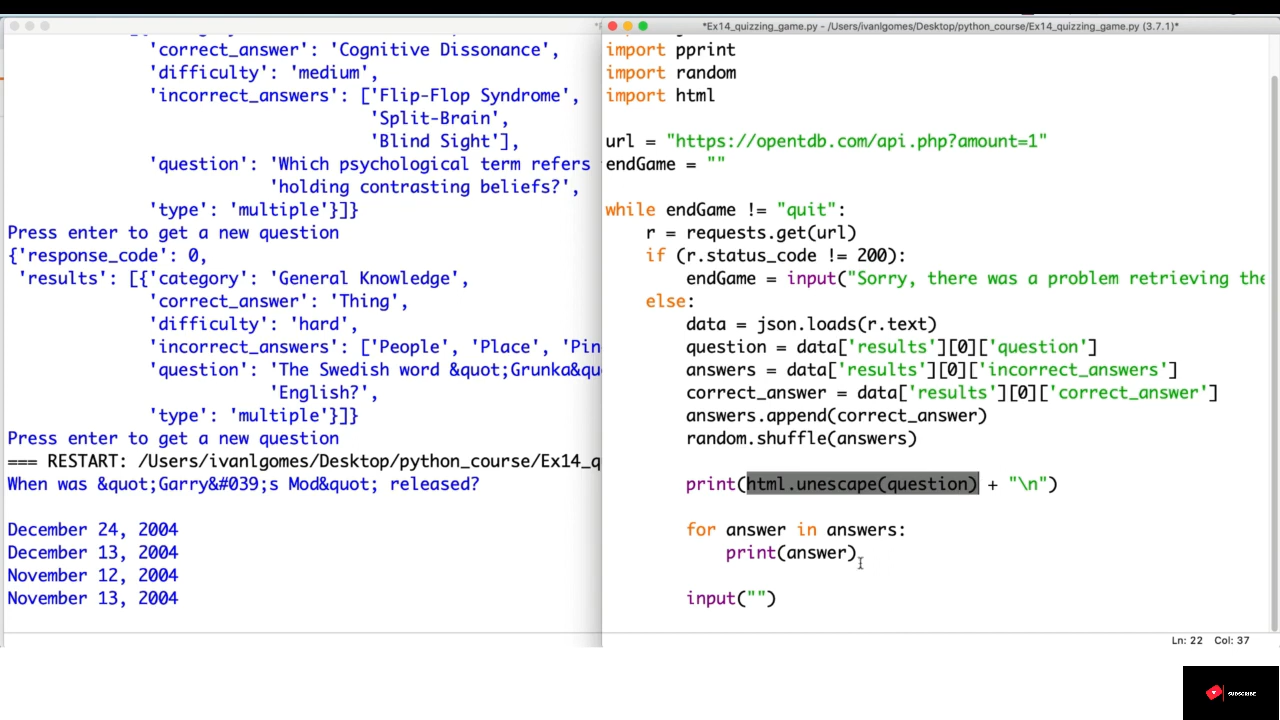 'correct_answer': 'Cognitive Dissonance',
'difficulty': 'medium',
'incorrect_answers': ['Flip-Flop Syndrome',
'Split-Brain',
'Blind Sight'],
'question': 'Which psychological term refers
'holding contrasting beliefs?',
'type': 'multiple'}]}
Press enter to get a new question
{'response_code': 0,
'results': [{'category': 'General Knowledge',
'correct_answer': 'Thing',
'difficulty': 'hard',
'incorrect_answers': ['People', 'Place', 'Pin
'question': 'The Swedish word &quot;Grunka&qu
'English?',
'type': 'multiple'}]}
Press enter to get a new question
=== RESTART: /Users/ivanlgomes/Desktop/python_course/Ex14_q
When was &quot;Garry&#039;s Mod&quot; released?
December 24, 2004
December 13, 2004
November 12, 2004
November 13, 2004
*Ex14_quizzing_game.py - /Users/ivanlgomes/Desktop/python_course/Ex14_quizzing_game.py (3.7.1)*
import pprint
import random
import html
url = "https://opentdb.com/api.php?amount=1"
endGame = ""
while endGame != "quit":
r = requests.get(url)
if (r.status_code != 200):
endGame = input("Sorry, there was a problem retrieving the
else:
data = json.loads(r.text)
question = data['results'][0]['question']
answers = data['results'][0]['incorrect_answers']
correct_answer = data['results'][0]['correct_answer']
answers.append(correct_answer)
random.shuffle(answers)
print(html.unescape(question) + "\n")
for answer in answers:
print(answer)
input("")
Ln: 22 Col: 37
SUBSCRIBE